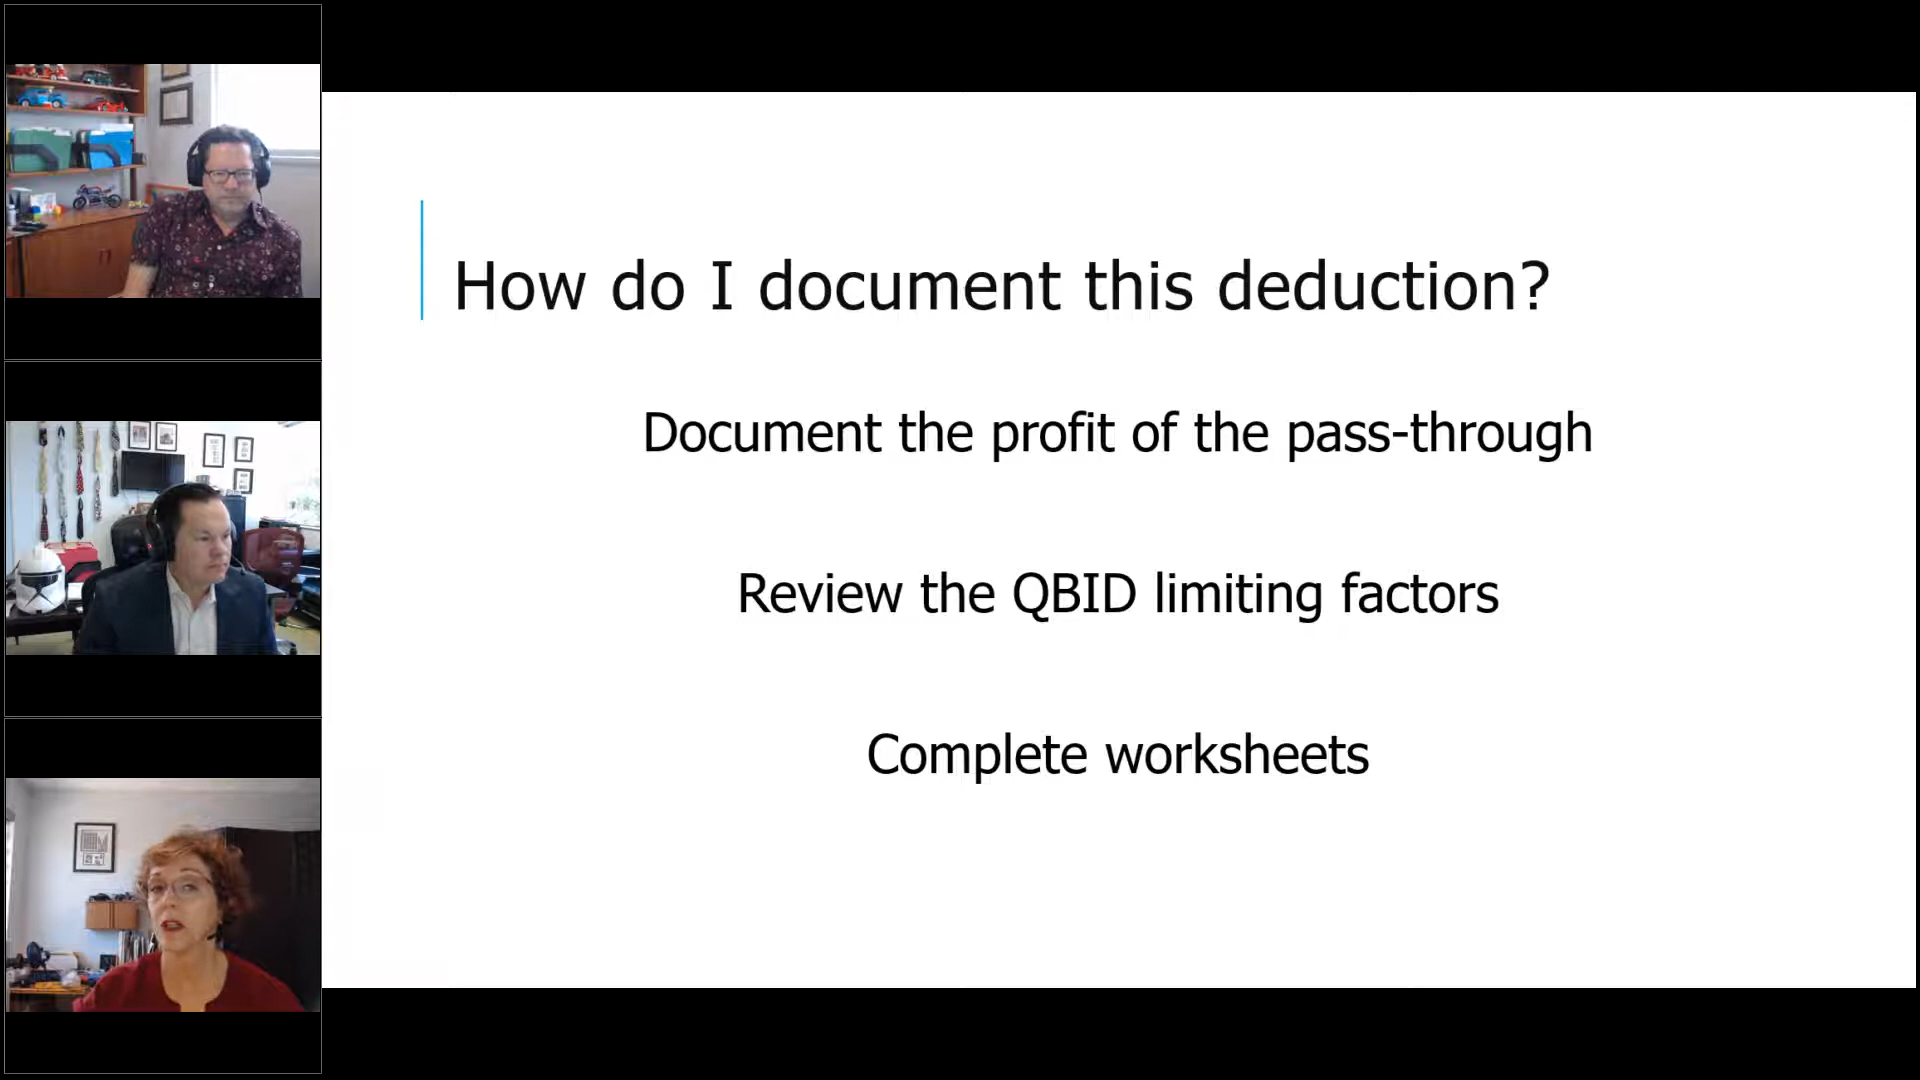 How do I document this deduction?
Document the profit of the pass-through
Review the QBID limiting factors
Complete worksheets